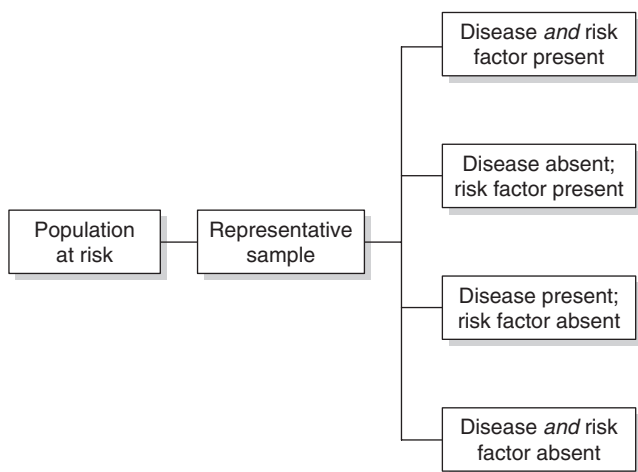 Disease and risk
factor present
Disease absent;
risk factor present
Population
at risk
Representative
sample
Disease present;
risk factor absent
Disease and risk
factor absent